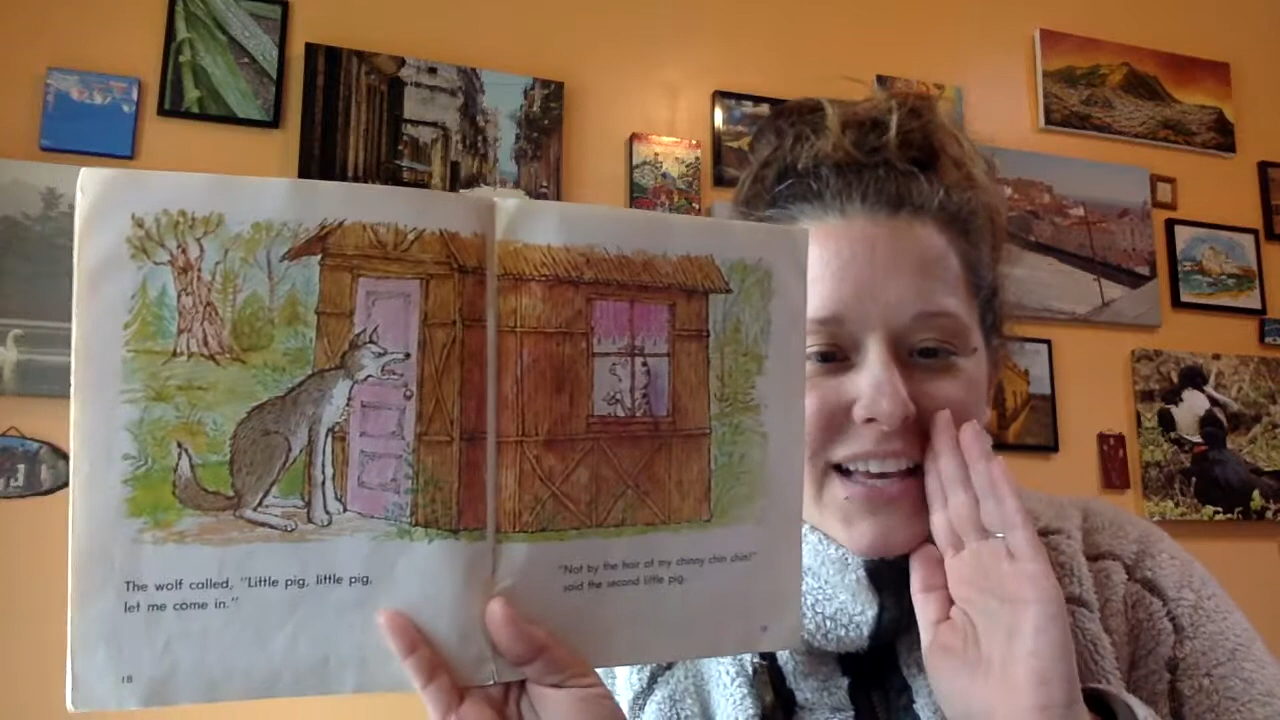 The wolf called, "Little pig, little pig,
let me come in."
18
"Not by the hair of my chinny chin chin!"
said the second little pig.
19